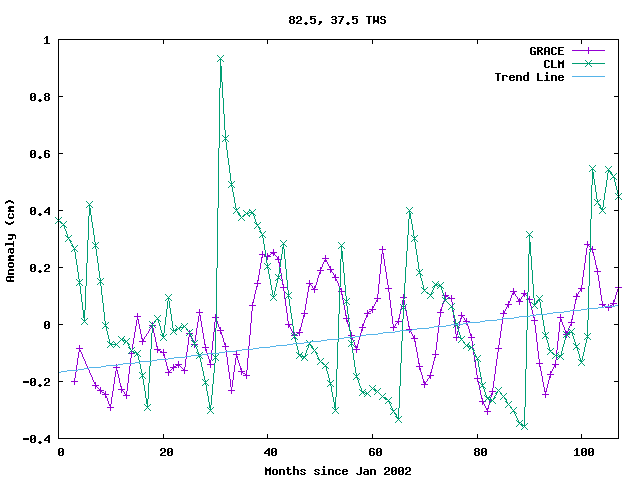 82.5, 37.5 TWS
GRACE
CLM
Trend Line
Anomaly (cm)
1
0.8
0.6
0.4
0.2
0
-0.2
-0.4
0 20 40 60 80 100
Months since Jan 2002